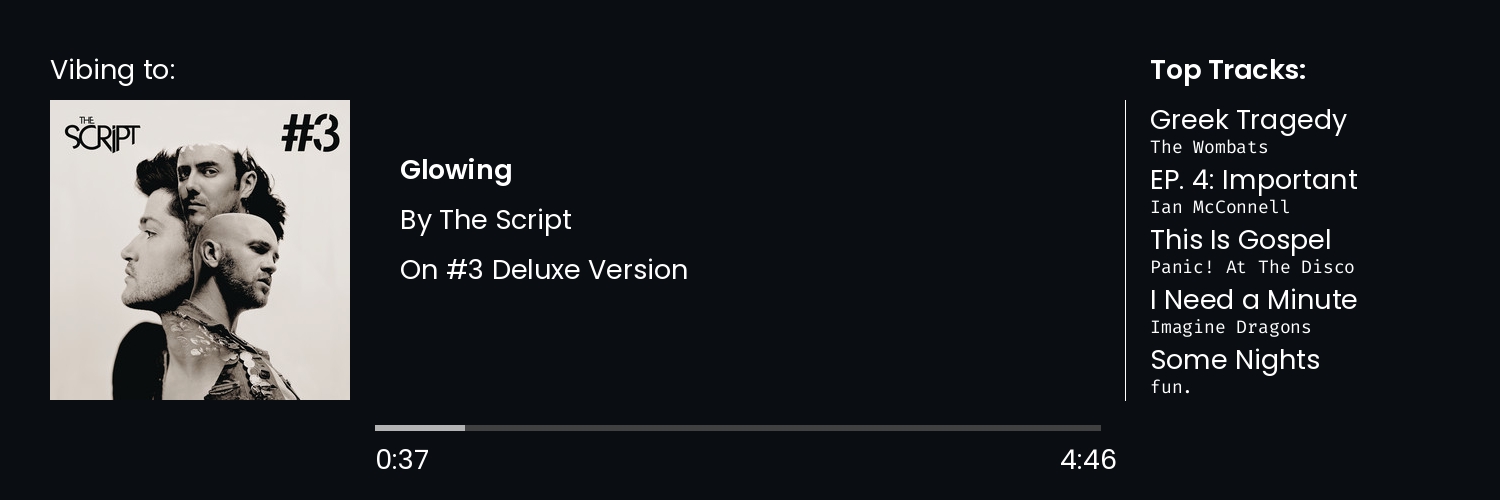 Vibing to:
THE
SCRIPT
#3
Glowing
By The Script
On #3 Deluxe Version
0:37
4:46
Top Tracks:
Greek Tragedy
The Wombats
EP. 4: Important
Ian McConnell
This Is Gospel
Panic! At The Disco
I Need a Minute
Imagine Dragons
Some Nights
fun.